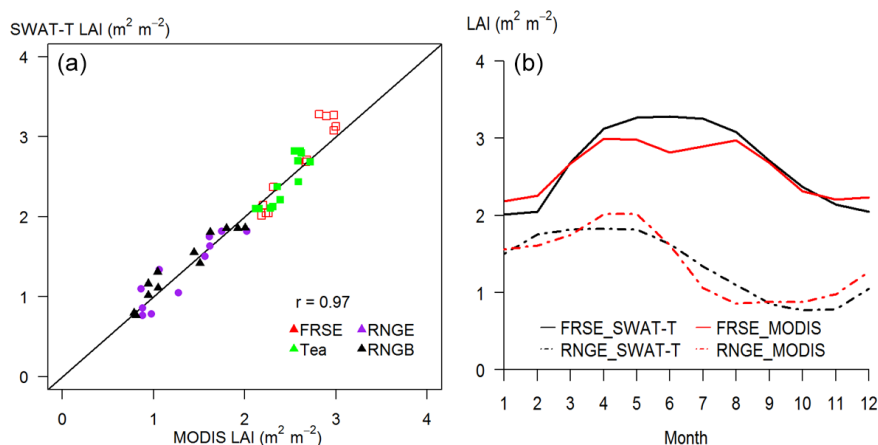 SWAT-T LAI (m² m⁻²)
(a)
4
3
2
1
0
r = 0.97
FRSE RNGE
Tea RNGB
0 1 2 3 4
MODIS LAI (m² m⁻²)
LAI (m² m⁻²)
(b)
4
3
2
1
0
FRSE_SWAT-T FRSE_MODIS
RNGE_SWAT-T RNGE_MODIS
1 2 3 4 5 6 7 8 9 10 11 12
Month